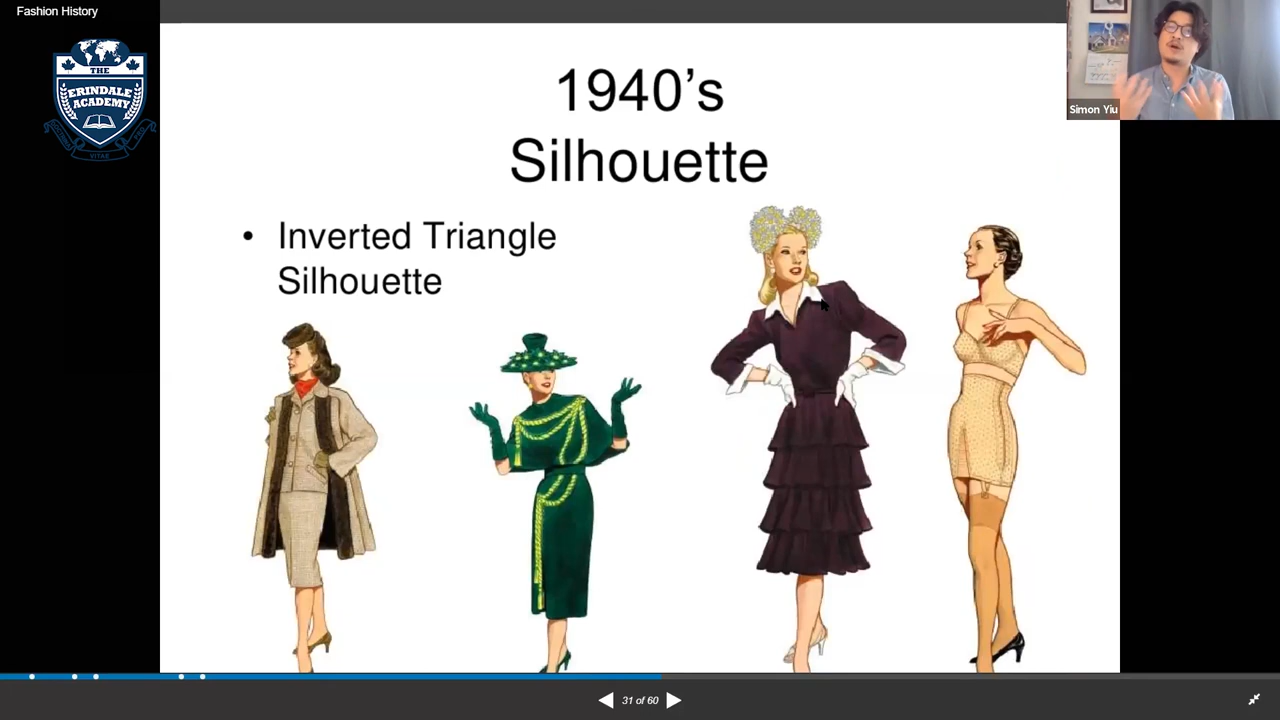 Fashion History
THE
ERINDALE
ACADEMY
VITAE
Simon Yiu
1940's
Silhouette
• Inverted Triangle
Silhouette
31 of 60